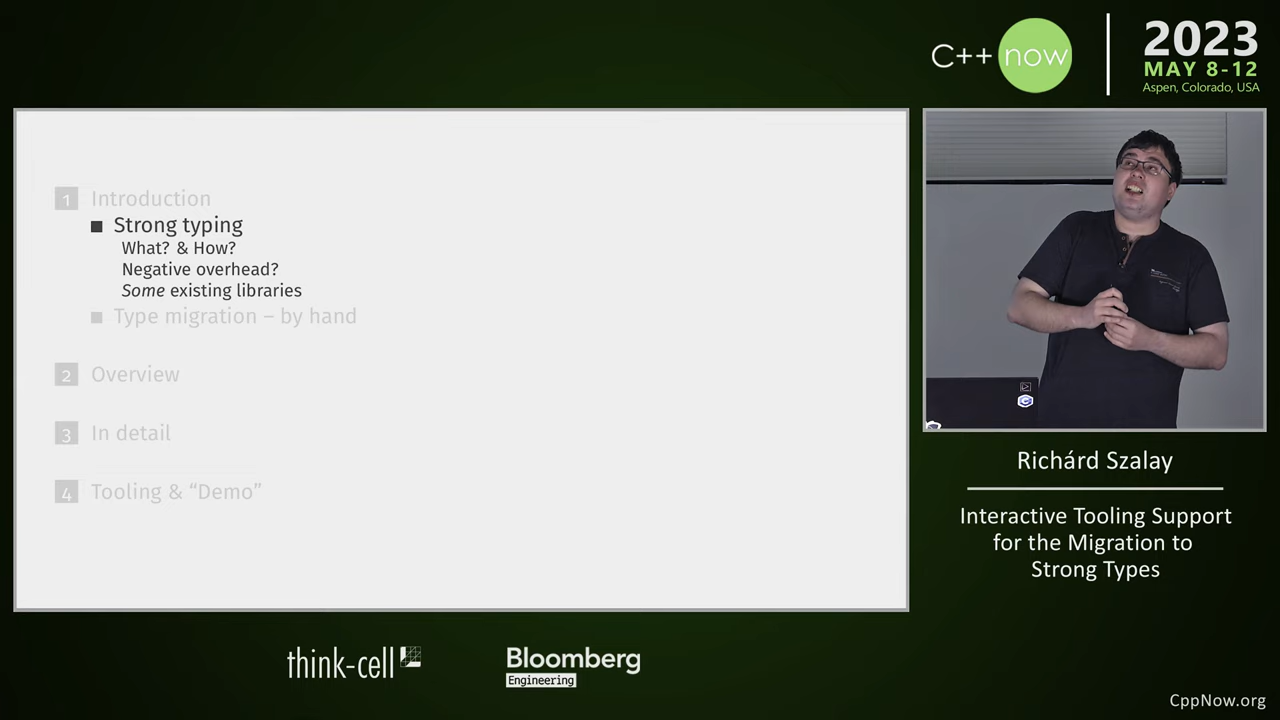 C++ now
2023
MAY 8-12
Aspen, Colorado, USA
1 Introduction
Strong typing
What? & How?
Negative overhead?
Some existing libraries
Type migration – by hand
2 Overview
3 In detail
4 Tooling & “Demo”
Richárd Szalay
Interactive Tooling Support
for the Migration to
Strong Types
think-cell
Bloomberg
Engineering
CppNow.org